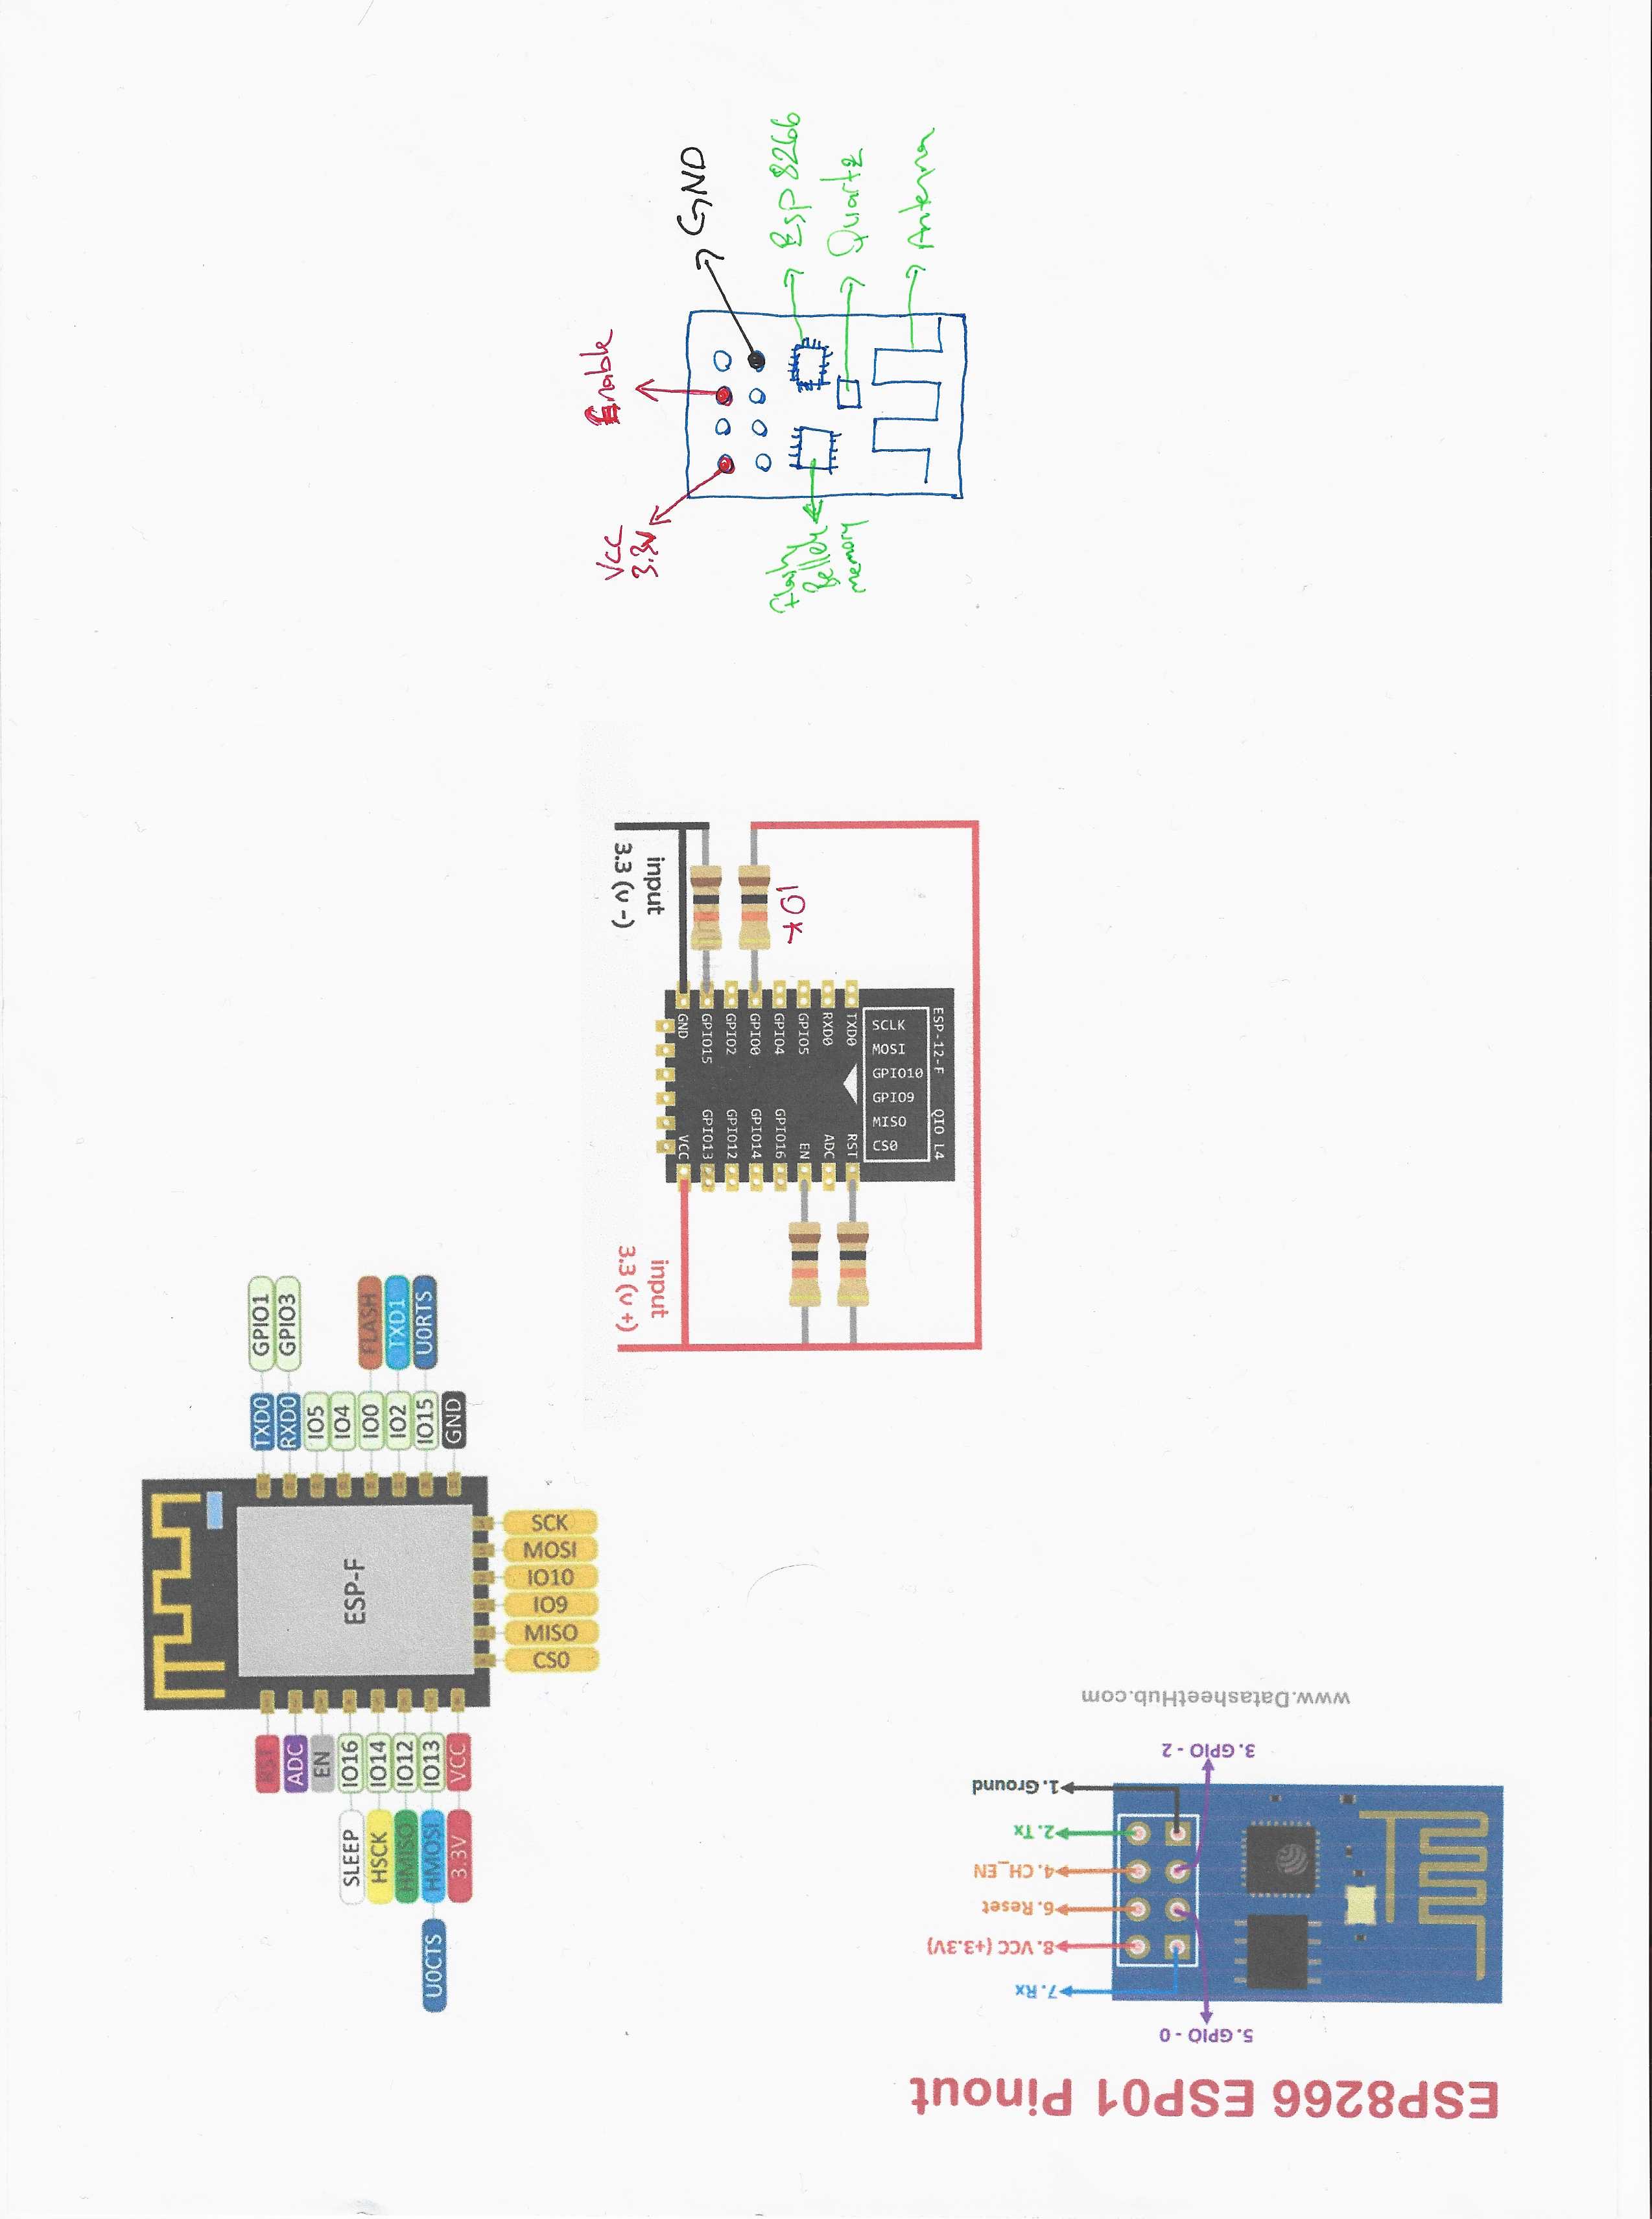 GND
Enable
Vcc
3.3V
Esp 8266
Quartz
Antenna
memory
input
3.3 (v -)
10k
ESP-12-F QIO L4
SCLK
MOSI
GPIO10
GPIO9
MISO
CS0
TXD0
RXD0
GPIO5
GPIO4
GPIO0
GPIO2
GPIO15
GND
RST
ADC
EN
GPIO16
GPIO14
GPIO12
GPIO13
VCC
input
3.3 (v +)
GPIO1
GPIO3
FLASH
TXD1
U0RTS
TXD0
RXD0
IO5
IO4
IO0
IO2
IO15
GND
ESP-F
SCK
MOSI
IO10
IO9
MISO
CS0
RST
ADC
EN
IO16
IO14
IO12
IO13
VCC
SLEEP
HSCK
HMISO
HMOSI
3.3V
U0CTS
ESP8266 ESP01 Pinout
5. GPIO - 0
7. Rx
8. VCC (+3.3V)
6. Reset
4. CH_EN
2. Tx
1. Ground
3. GPIO - 2
www.DatasheetHub.com